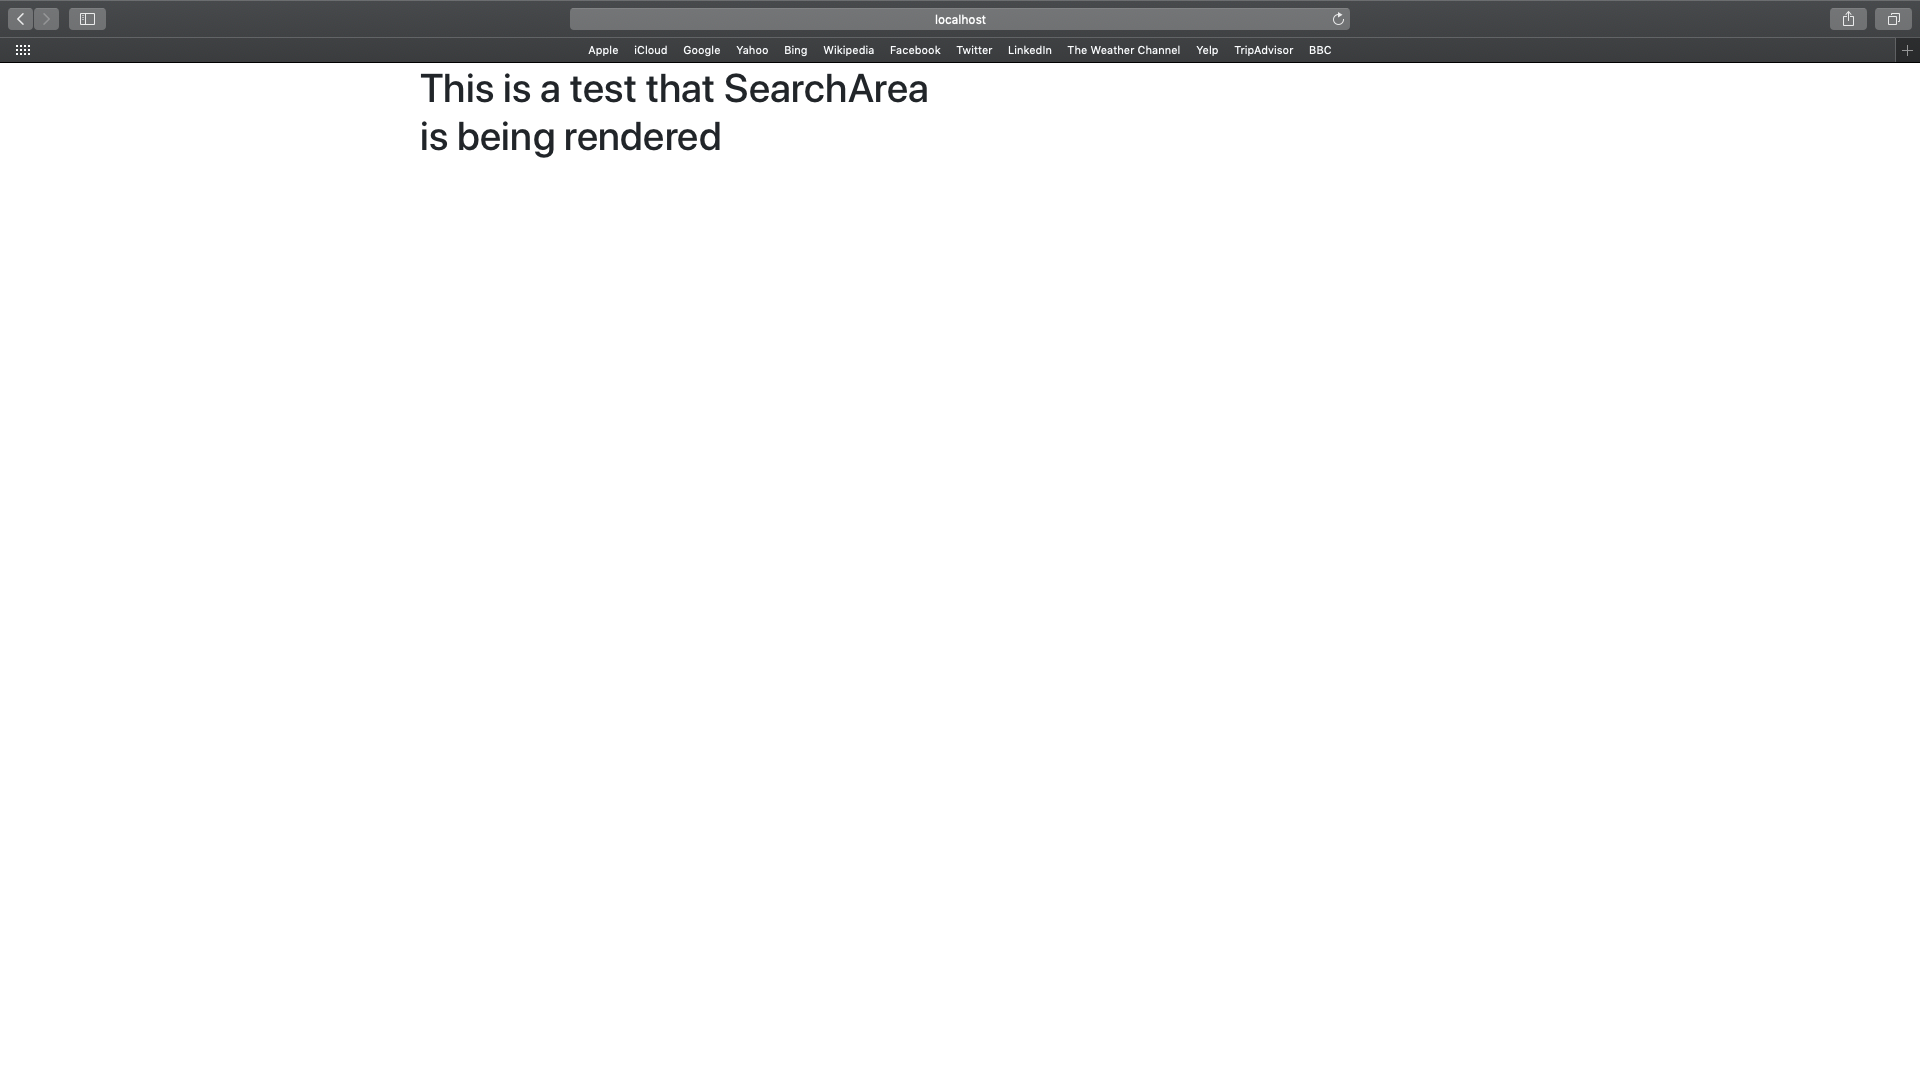 localhost
Apple iCloud Google Yahoo Bing Wikipedia Facebook Twitter LinkedIn The Weather Channel Yelp TripAdvisor BBC
This is a test that SearchArea
is being rendered